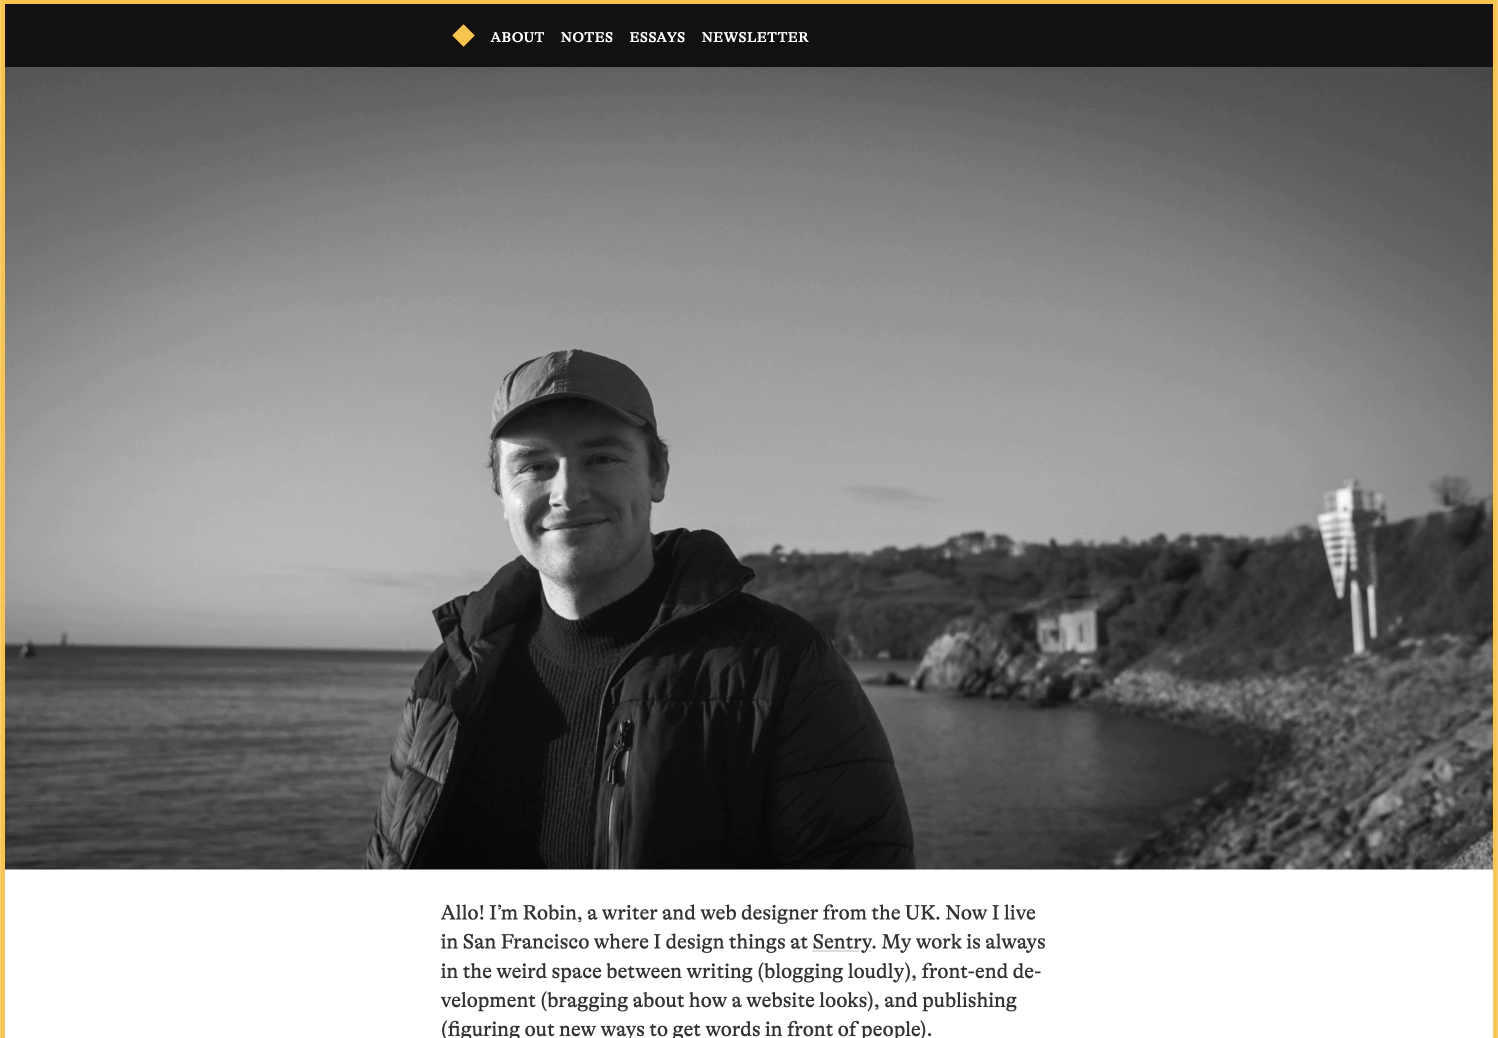 ABOUT NOTES ESSAYS NEWSLETTER
Allo! I’m Robin, a writer and web designer from the UK. Now I live
in San Francisco where I design things at Sentry. My work is always
in the weird space between writing (blogging loudly), front-end de-
velopment (bragging about how a website looks), and publishing
(figuring out new ways to get words in front of people).